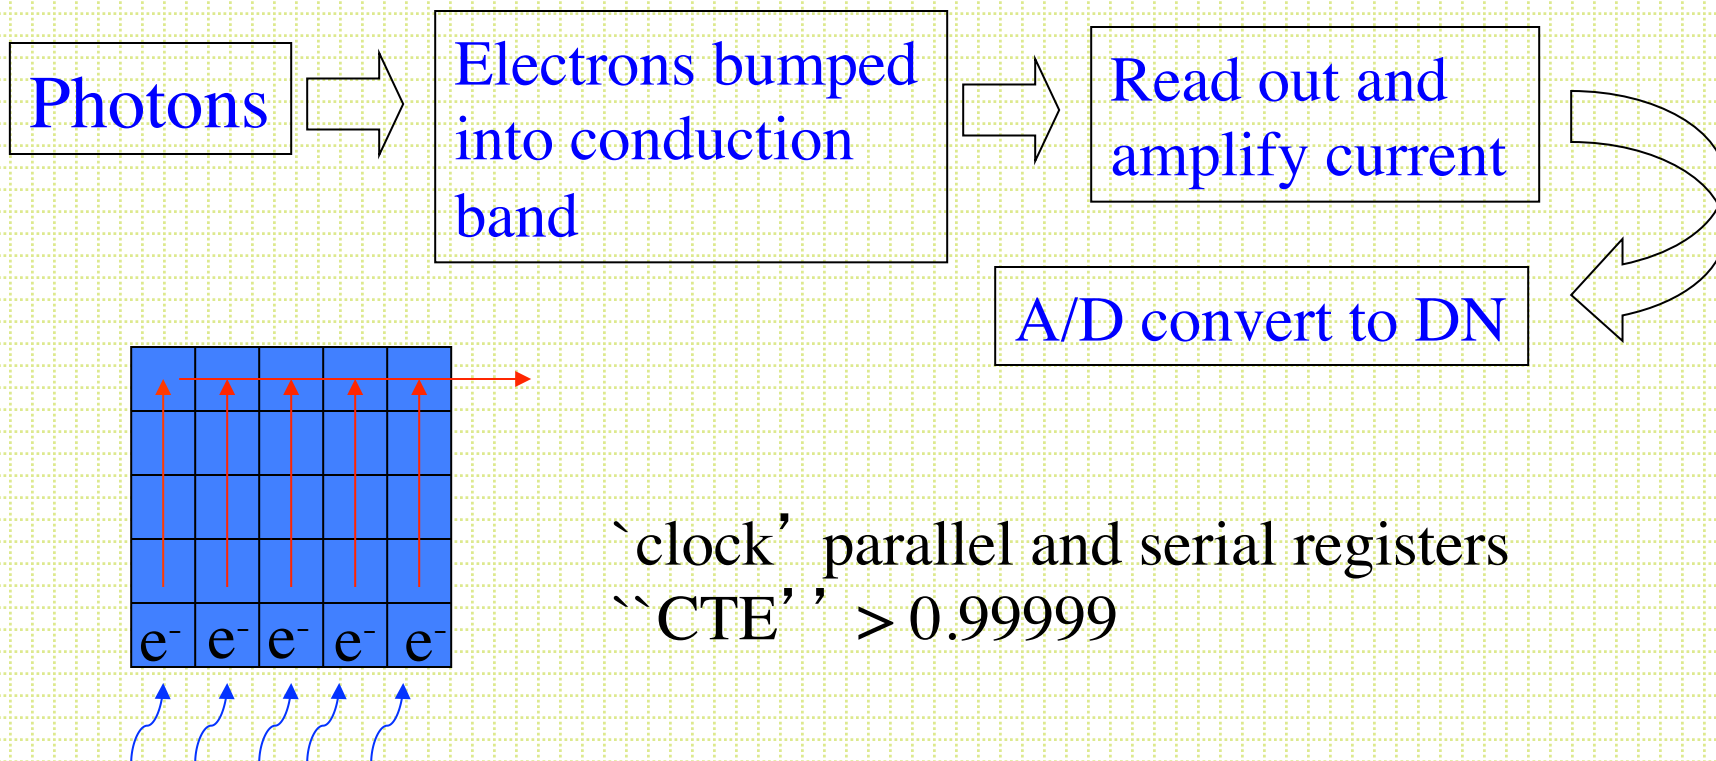 Photons
Electrons bumped
into conduction
band
Read out and
amplify current
A/D convert to DN
`clock’ parallel and serial registers
``CTE’’ > 0.99999
e⁻ e⁻ e⁻ e⁻ e⁻